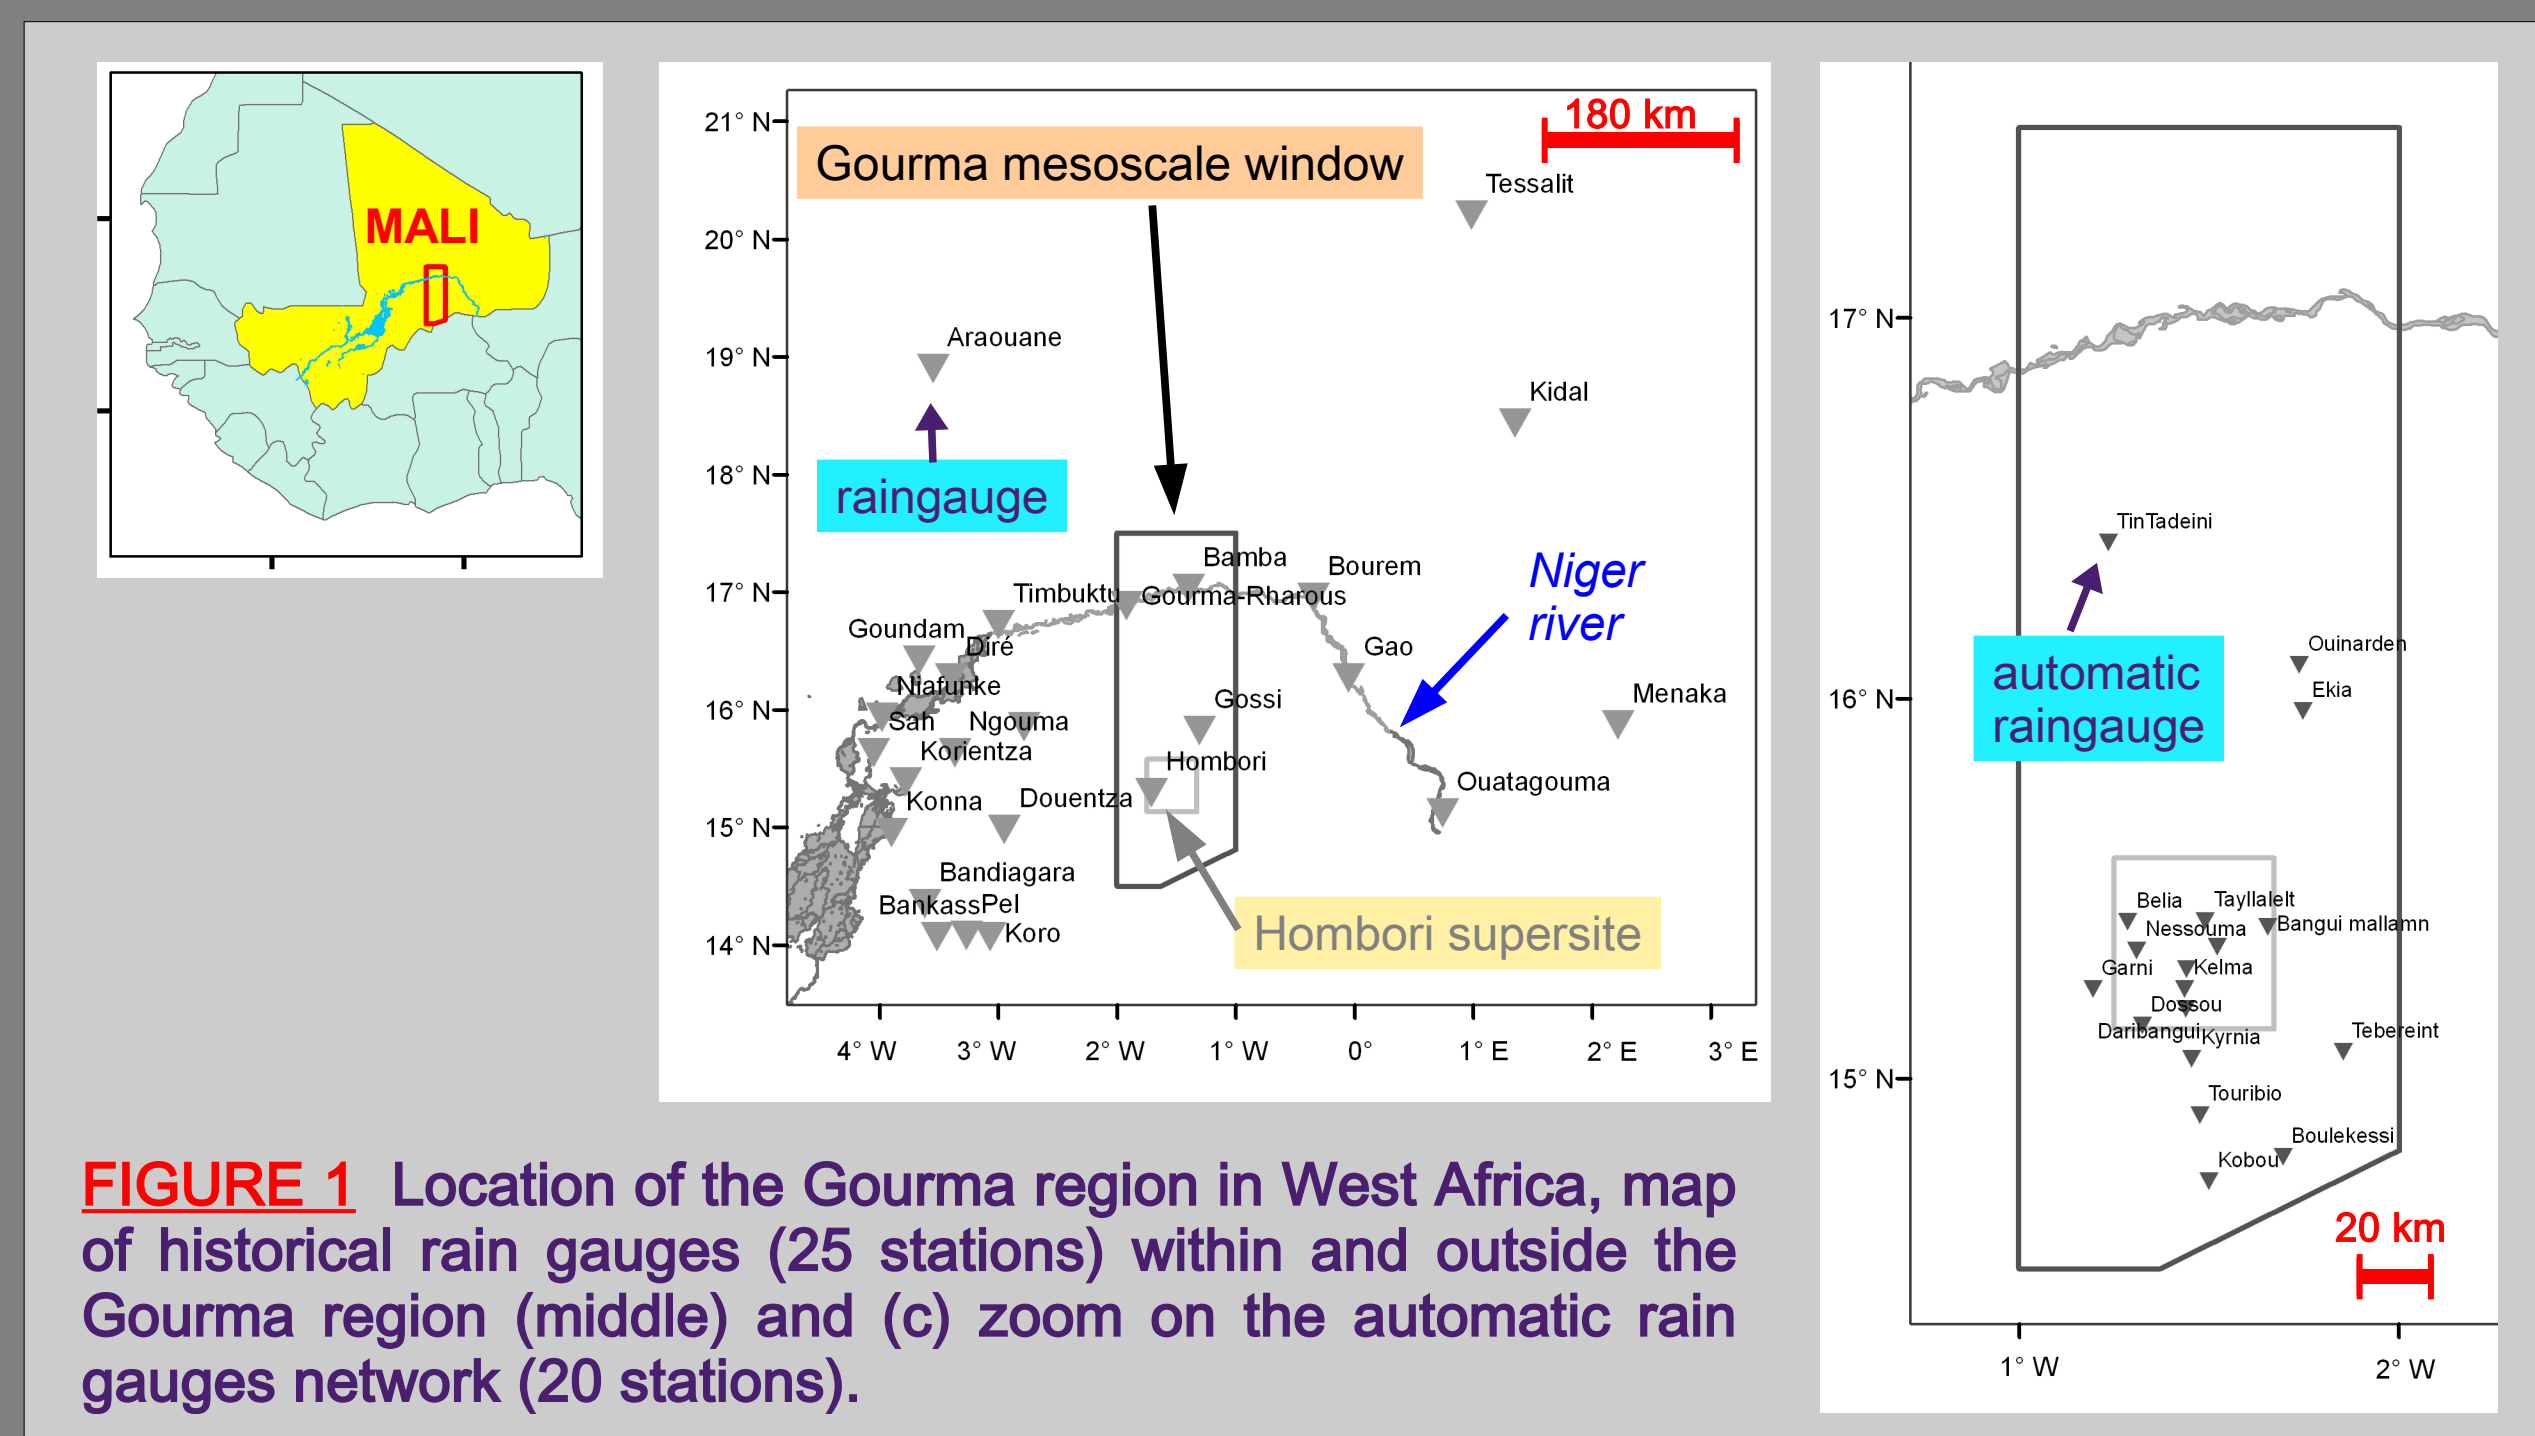 MALI
180 km
21° N
Gourma mesoscale window
Tessalit
20° N
Araouane
19° N
Kidal
18° N
raingauge
Bamba
Bourem
Niger
river
17° N
Timbuktu
Gourma-Rharous
Goundam
Diré
Gao
Niafunke
Gossi
Menaka
16° N
Sah
Ngouma
Korientza
Hombori
Ouatagouma
Konna
Douentza
15° N
Bandiagara
Bankass
Pel
Koro
Hombori supersite
14° N
4° W
3° W
2° W
1° W
0°
1° E
2° E
3° E
17° N
TinTadeini
Ouinarden
automatic
raingauge
Ekia
16° N
Belia
Tayllalelt
Bangui mallamn
Nessouma
Garni
Kelma
Dossou
Daribangui
Kyrnia
Tebereint
15° N
Touribio
Boulekessi
Kobou
20 km
1° W
2° W
FIGURE 1 Location of the Gourma region in West Africa, map
of historical rain gauges (25 stations) within and outside the
Gourma region (middle) and (c) zoom on the automatic rain
gauges network (20 stations).